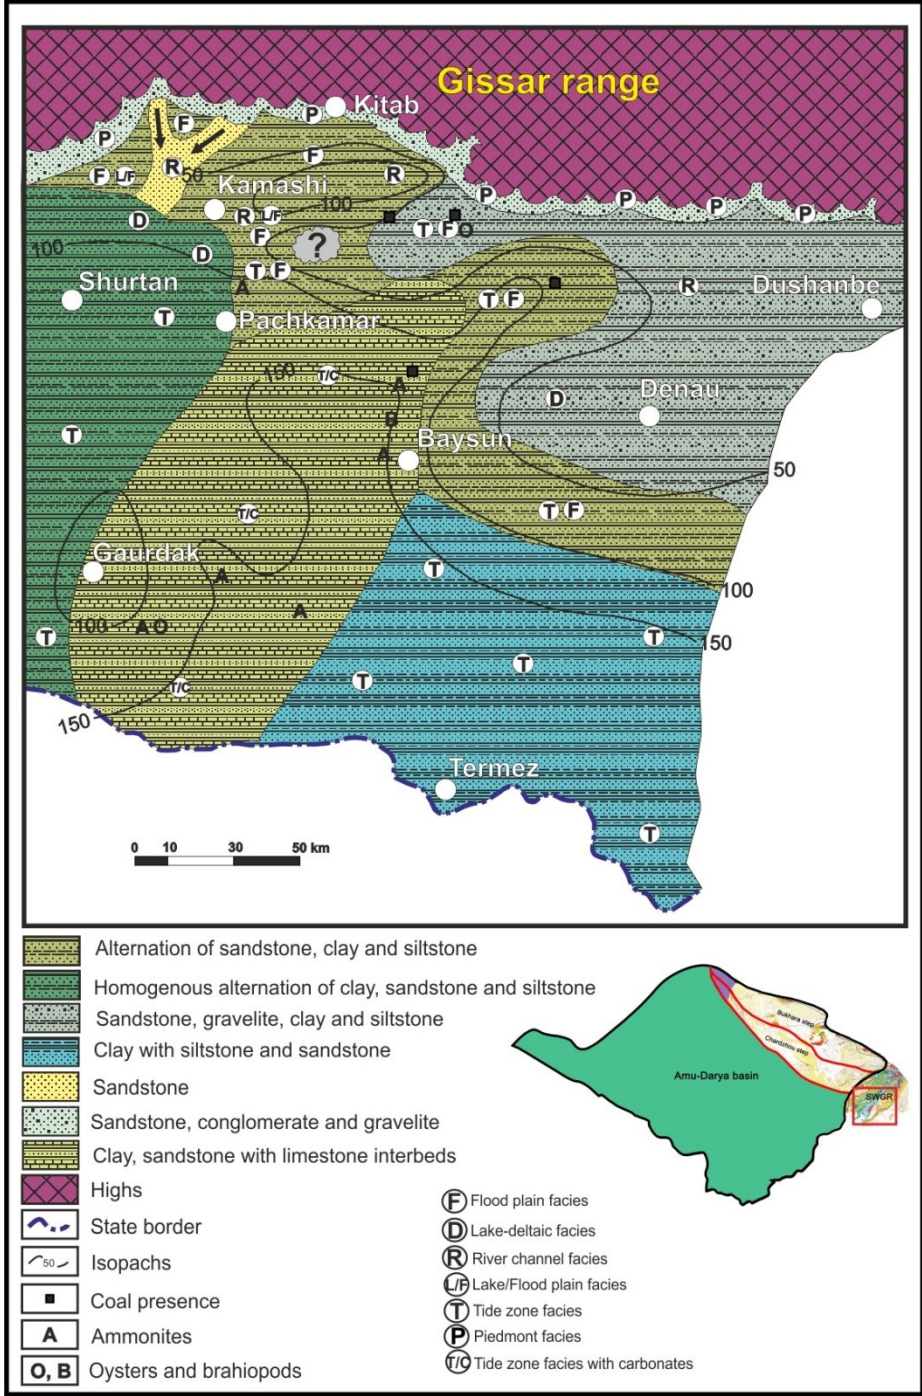 Gissar range
Kitab
P
F
P
F
R
50
F
L/F
R
P
Kamashi
R
L/F
100
D
F
?
T
F
O
P
P
P
P
100
D
T
F
A
Shurtan
T
Pachkamar
T
F
R
Dushanbe
100
T/C
A
B
A
Baysun
D
Denau
50
T
T/C
T
F
Gaurdak
A
T
100
100
A
O
A
T
T
150
T
T
T/C
150
Termez
T
0 10 30 50 km
Alternation of sandstone, clay and siltstone
Homogenous alternation of clay, sandstone and siltstone
Sandstone, gravelite, clay and siltstone
Clay with siltstone and sandstone
Sandstone
Sandstone, conglomerate and gravelite
Clay, sandstone with limestone interbeds
Highs
State border
50
Isopachs
Coal presence
A
Ammonites
O, B
Oysters and brahiopods
F
Flood plain facies
D
Lake-deltaic facies
R
River channel facies
L/F
Lake/Flood plain facies
T
Tide zone facies
P
Piedmont facies
T/C
Tide zone facies with carbonates
Bukhara step
Chardzhou step
Amu-Darya basin
SWGR